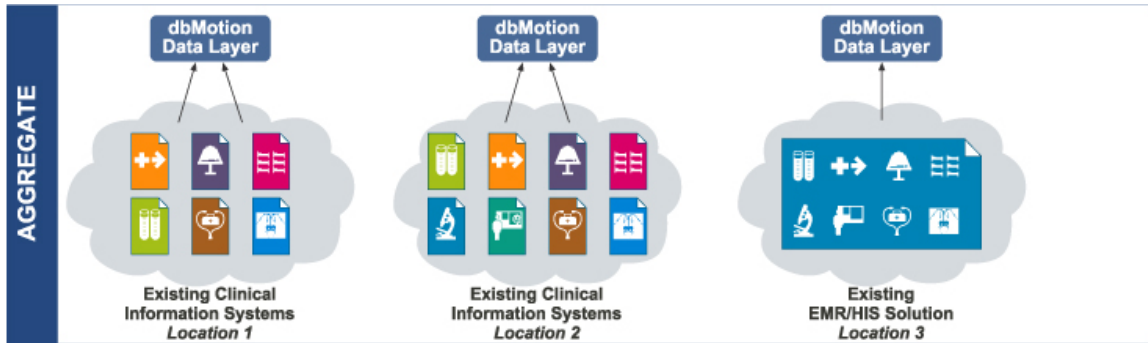 AGGREGATE
dbMotion
Data Layer
dbMotion
Data Layer
dbMotion
Data Layer
Existing Clinical
Information Systems
Location 1
Existing Clinical
Information Systems
Location 2
Existing
EMR/HIS Solution
Location 3